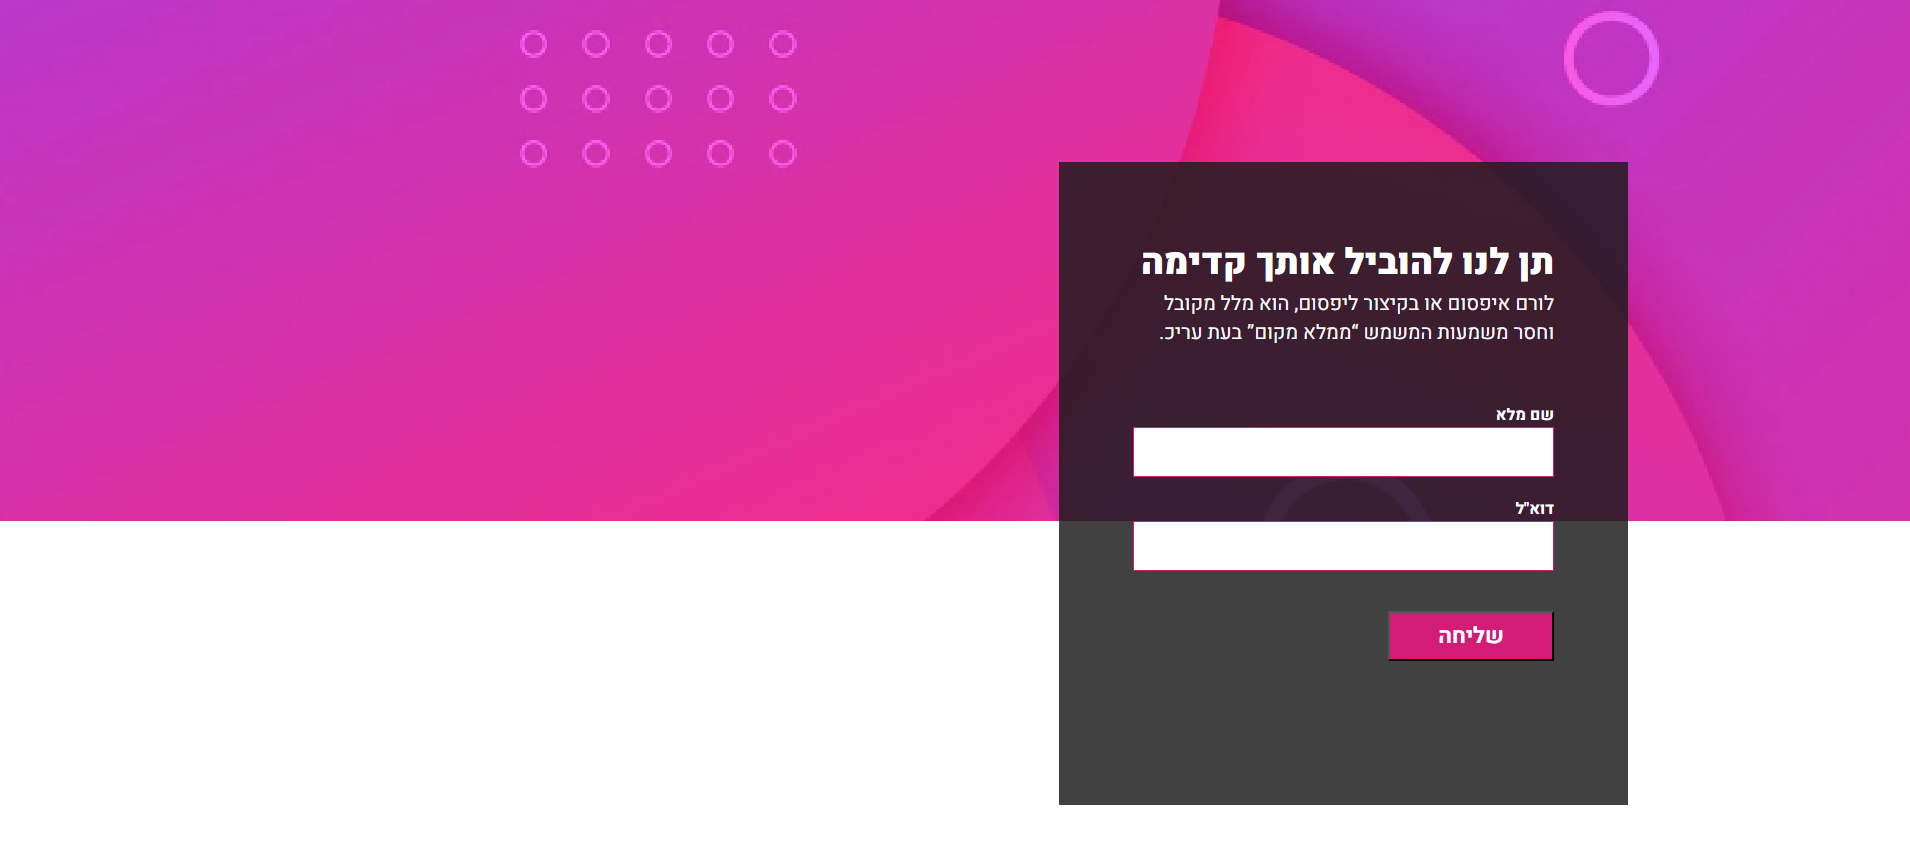 תן לנו להוביל אותך קדימה
לורם איפסום או בקיצור ליפסום, הוא מלל מקובל
וחסר משמעות המשמש “ממלא מקום” בעת עריכ.
שם מלא
דוא"ל
שליחה